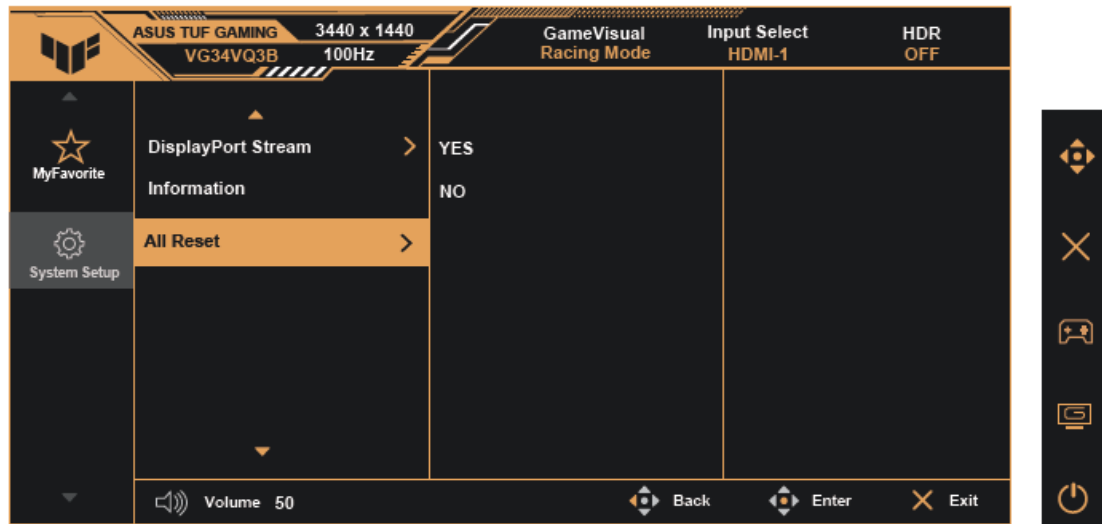 ASUS TUF GAMING 3440 x 1440 GameVisual Input Select HDR
VG34VQ3B 100Hz Racing Mode HDMI-1 OFF
MyFavorite
System Setup
DisplayPort Stream
Information
All Reset
YES
NO
Volume 50 Back Enter Exit